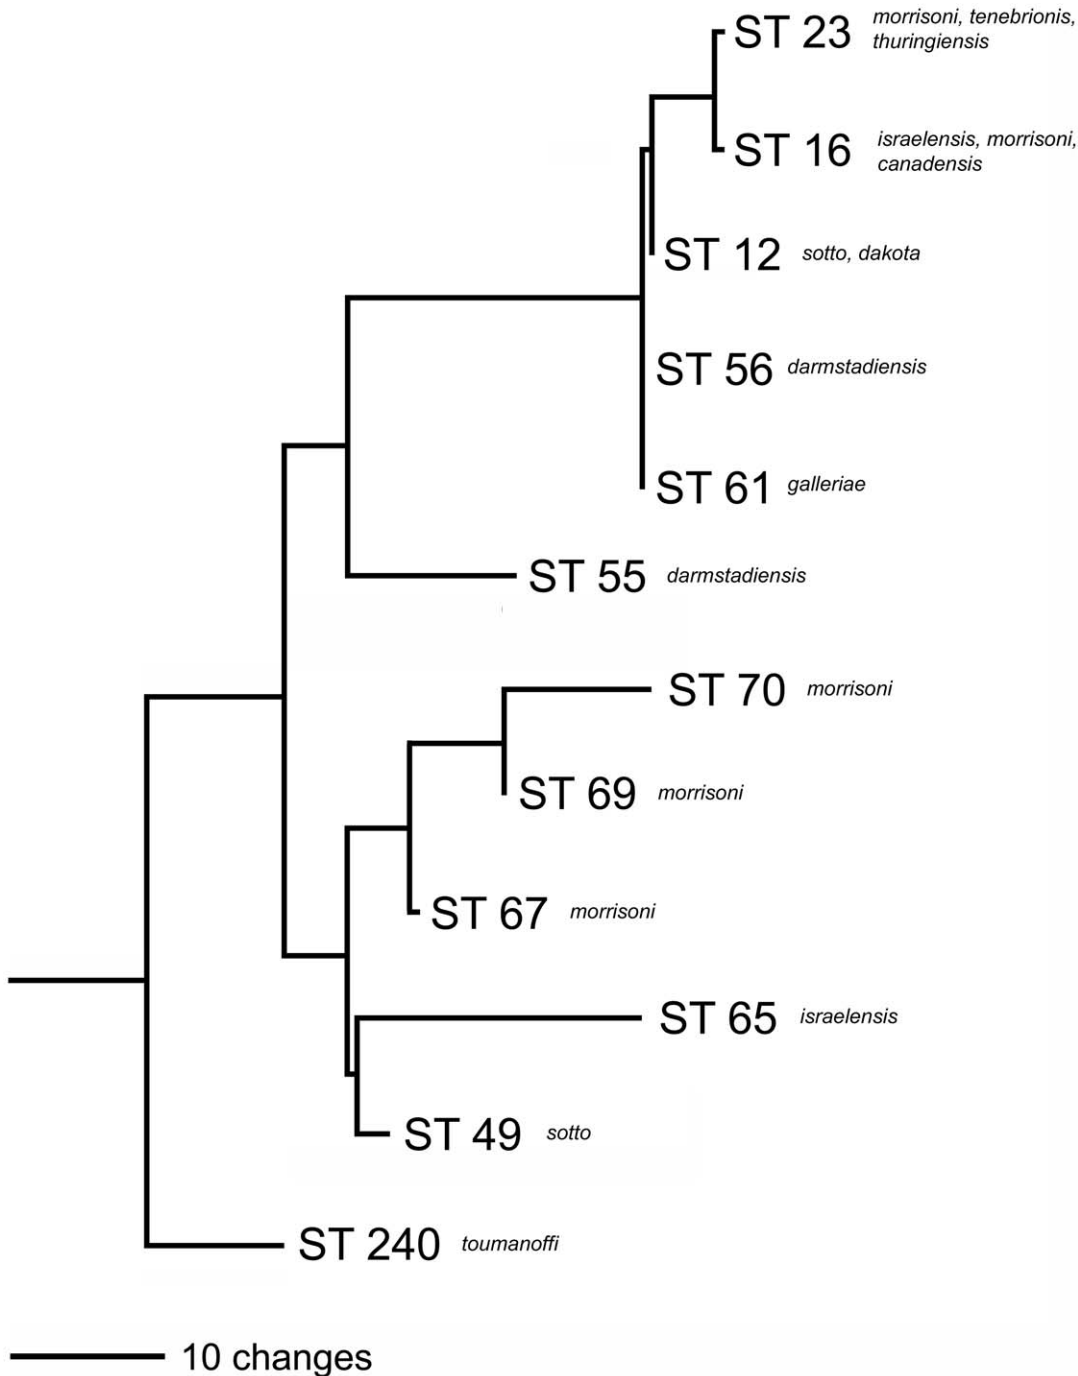 ST 23 morrisoni, tenebrionis,
thuringiensis
ST 16 israelensis, morrisoni,
canadensis
ST 12 sotto, dakota
ST 56 darmstadiensis
ST 61 galleriae
ST 55 darmstadiensis
ST 70 morrisoni
ST 69 morrisoni
ST 67 morrisoni
ST 65 israelensis
ST 49 sotto
ST 240 toumanoffi
10 changes